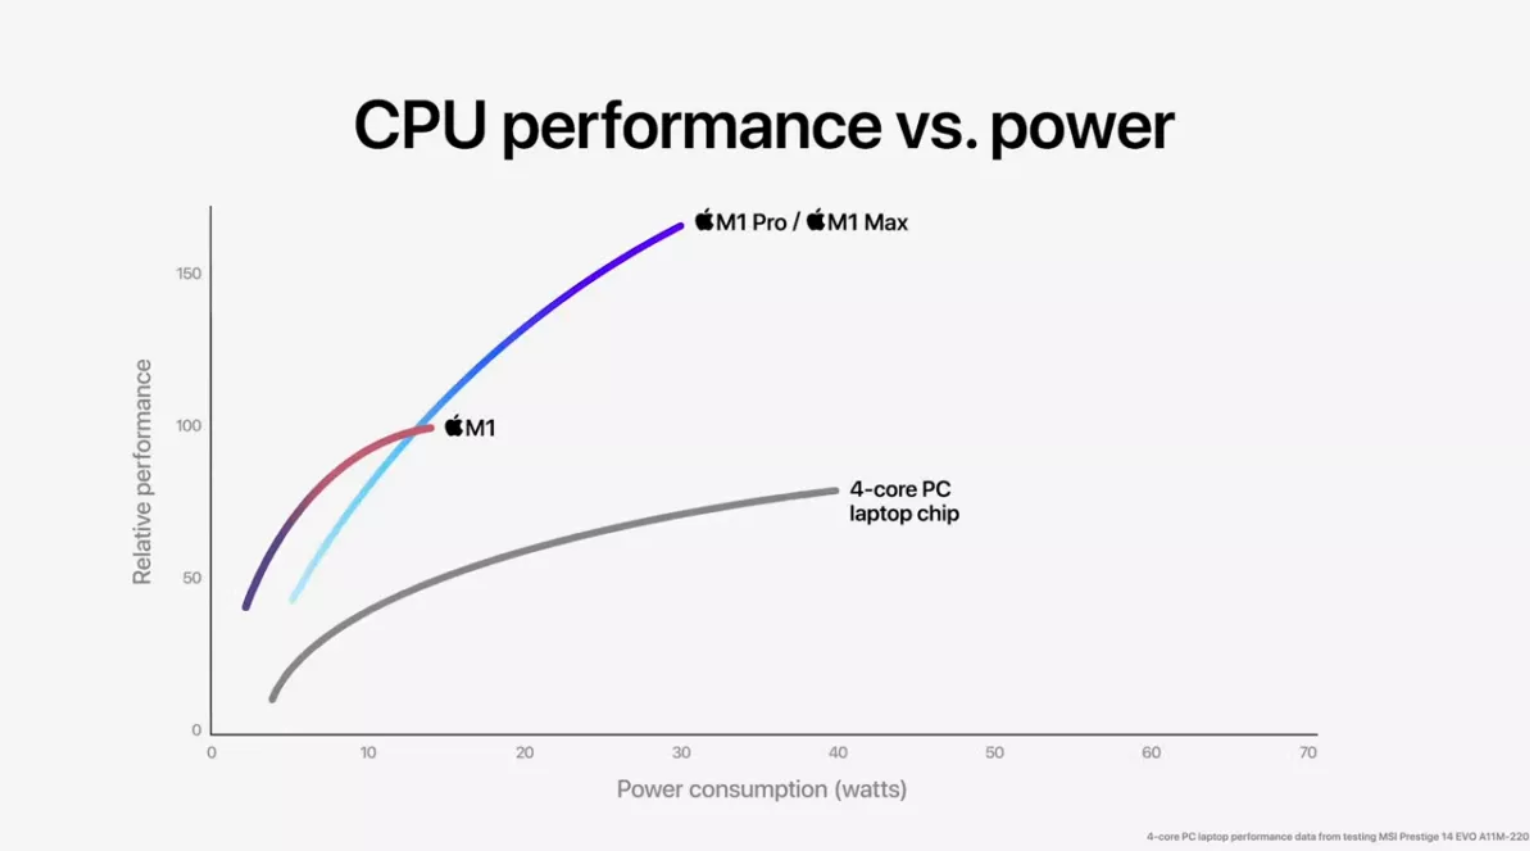 CPU performance vs. power
M1 Pro / M1 Max
150
Relative performance
100
M1
4-core PC
laptop chip
50
0
0 10 20 30 40 50 60 70
Power consumption (watts)
4-core PC laptop performance data from testing MSI Prestige 14 EVO A11M-220